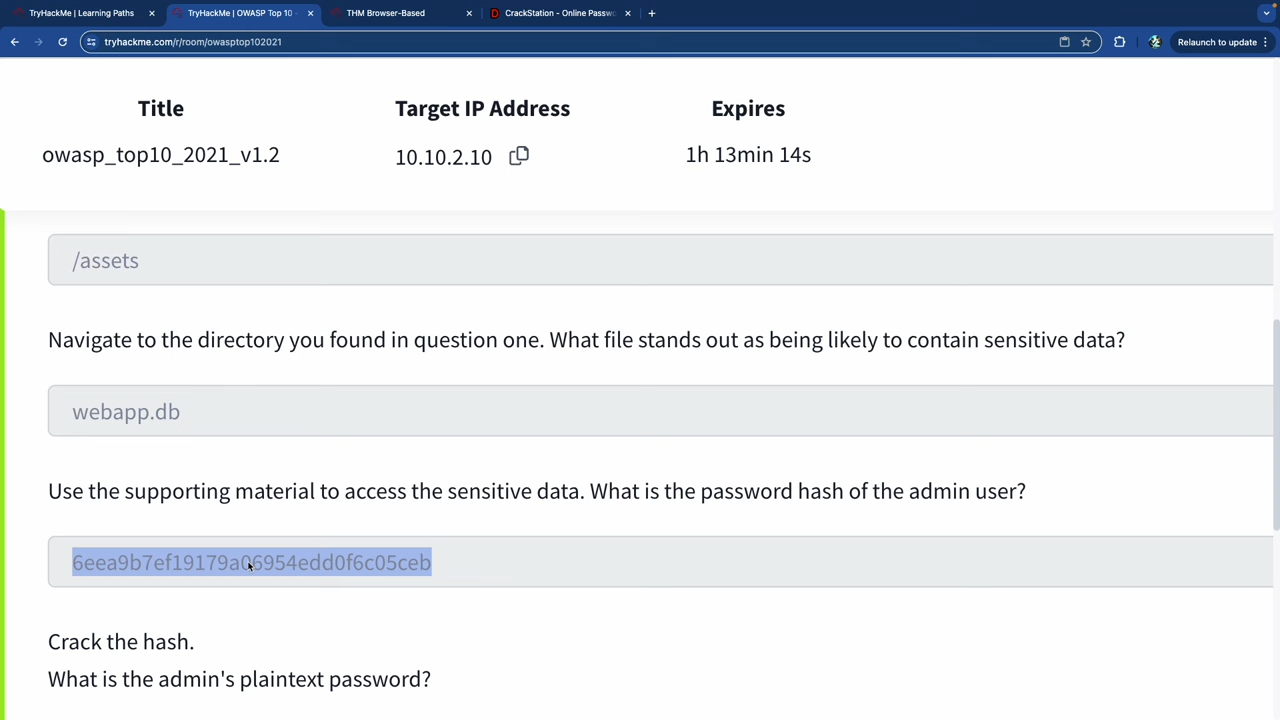 TryHackMe | Learning Paths
TryHackMe | OWASP Top 10 -
THM Browser-Based
CrackStation - Online Passwo
tryhackme.com/r/room/owasptop102021
Relaunch to update
Title
Target IP Address
Expires
owasp_top10_2021_v1.2
10.10.2.10
1h 13min 14s
/assets
Navigate to the directory you found in question one. What file stands out as being likely to contain sensitive data?
webapp.db
Use the supporting material to access the sensitive data. What is the password hash of the admin user?
6eea9b7ef19179a06954edd0f6c05ceb
Crack the hash.
What is the admin's plaintext password?